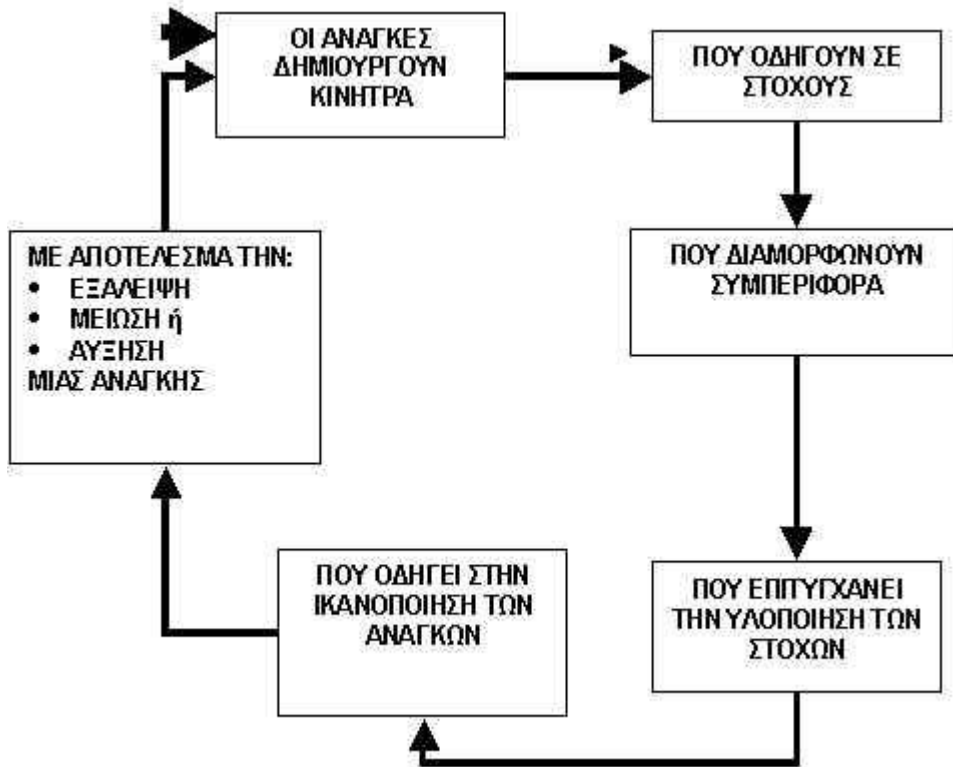 ΟΙ ΑΝΑΓΚΕΣ
ΔΗΜΙΟΥΡΓΟΥΝ
ΚΙΝΗΤΡΑ
ΠΟΥ ΟΔΗΓΟΥΝ ΣΕ
ΣΤΟΧΟΥΣ
ΠΟΥ ΔΙΑΜΟΡΦΩΝΟΥΝ
ΣΥΜΠΕΡΙΦΟΡΑ
ΠΟΥ ΕΠΙΤΥΓΧΑΝΕΙ
ΤΗΝ ΥΛΟΠΟΙΗΣΗ ΤΩΝ
ΣΤΟΧΩΝ
ΠΟΥ ΟΔΗΓΕΙ ΣΤΗΝ
ΙΚΑΝΟΠΟΙΗΣΗ ΤΩΝ
ΑΝΑΓΚΩΝ
ΜΕ ΑΠΟΤΕΛΕΣΜΑ ΤΗΝ:
• ΕΞΑΛΕΙΨΗ
• ΜΕΙΩΣΗ ή
• ΑΥΞΗΣΗ
ΜΙΑΣ ΑΝΑΓΚΗΣ